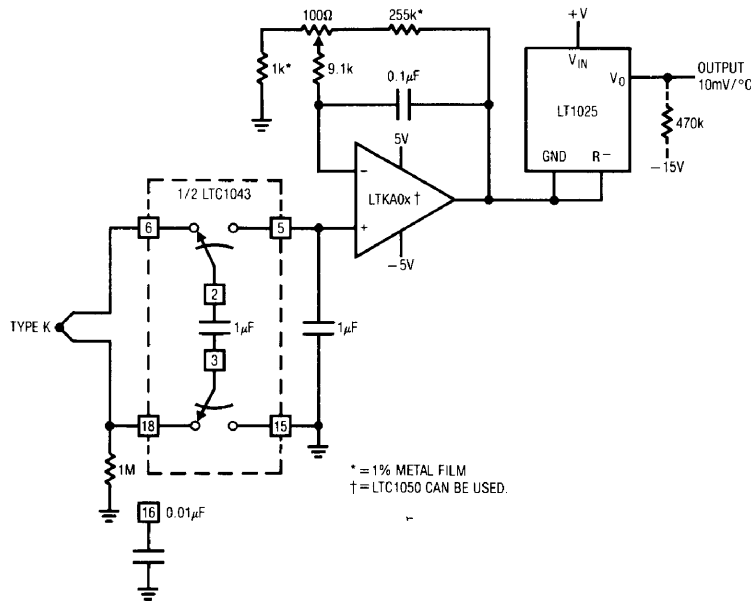 100Ω
255k*
1k*
9.1k
0.1µF
+V
VIN
VO
OUTPUT
10mV/°C
LT1025
470k
GND
R−
−15V
5V
−
LTKA0x †
+
−5V
1/2 LTC1043
6
5
2
1µF
1µF
3
TYPE K
18
15
1M
* = 1% METAL FILM
† = LTC1050 CAN BE USED.
16
0.01µF